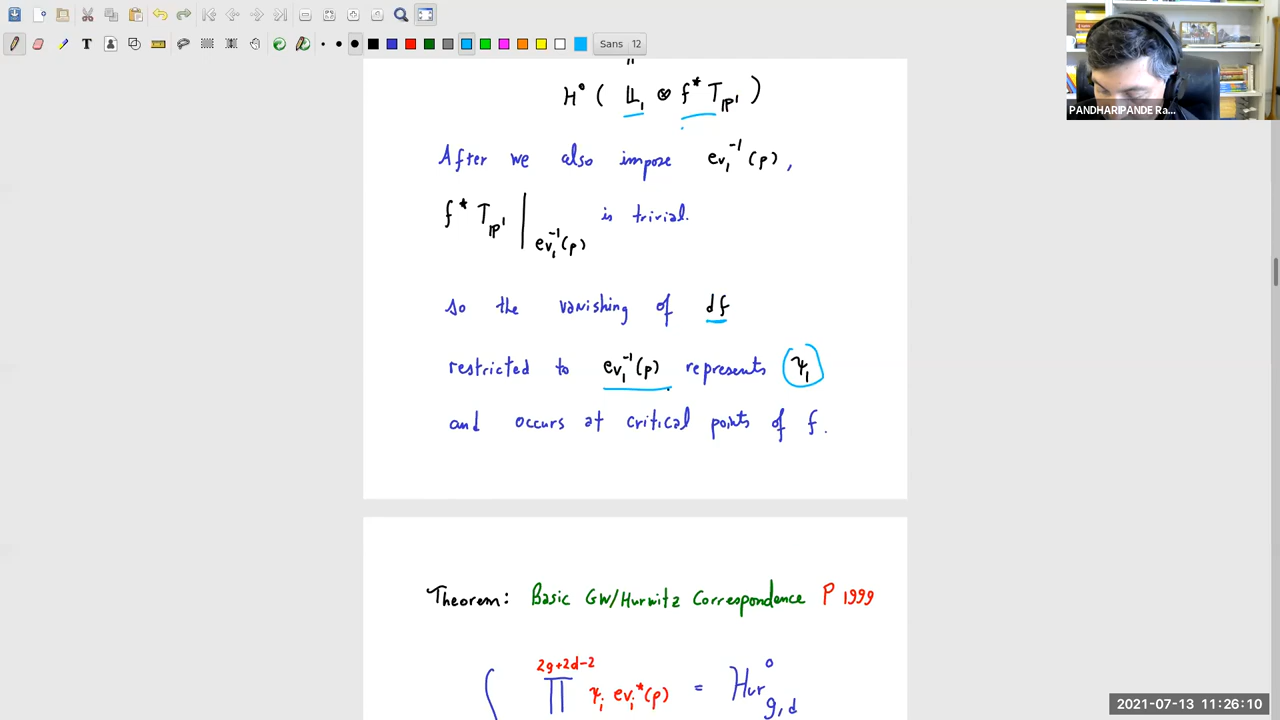 Sans 12
PANDHARIPANDE Ra...
H⁰ ( 𝕃₁ ⊗ f* T_ℙ¹ )
After we also impose ev₁⁻¹(p),
f* T_ℙ¹ | ev₁⁻¹(p) is trivial.
so the vanishing of df
restricted to ev₁⁻¹(p) represents ψ₁
and occurs at critical points of f.
Theorem: Basic GW/Hurwitz Correspondence P 1999
∫ ∏^{2g+2d-2} ψᵢ evᵢ*(p) = Hur⁰_{g,d}
2021-07-13 11:26:10